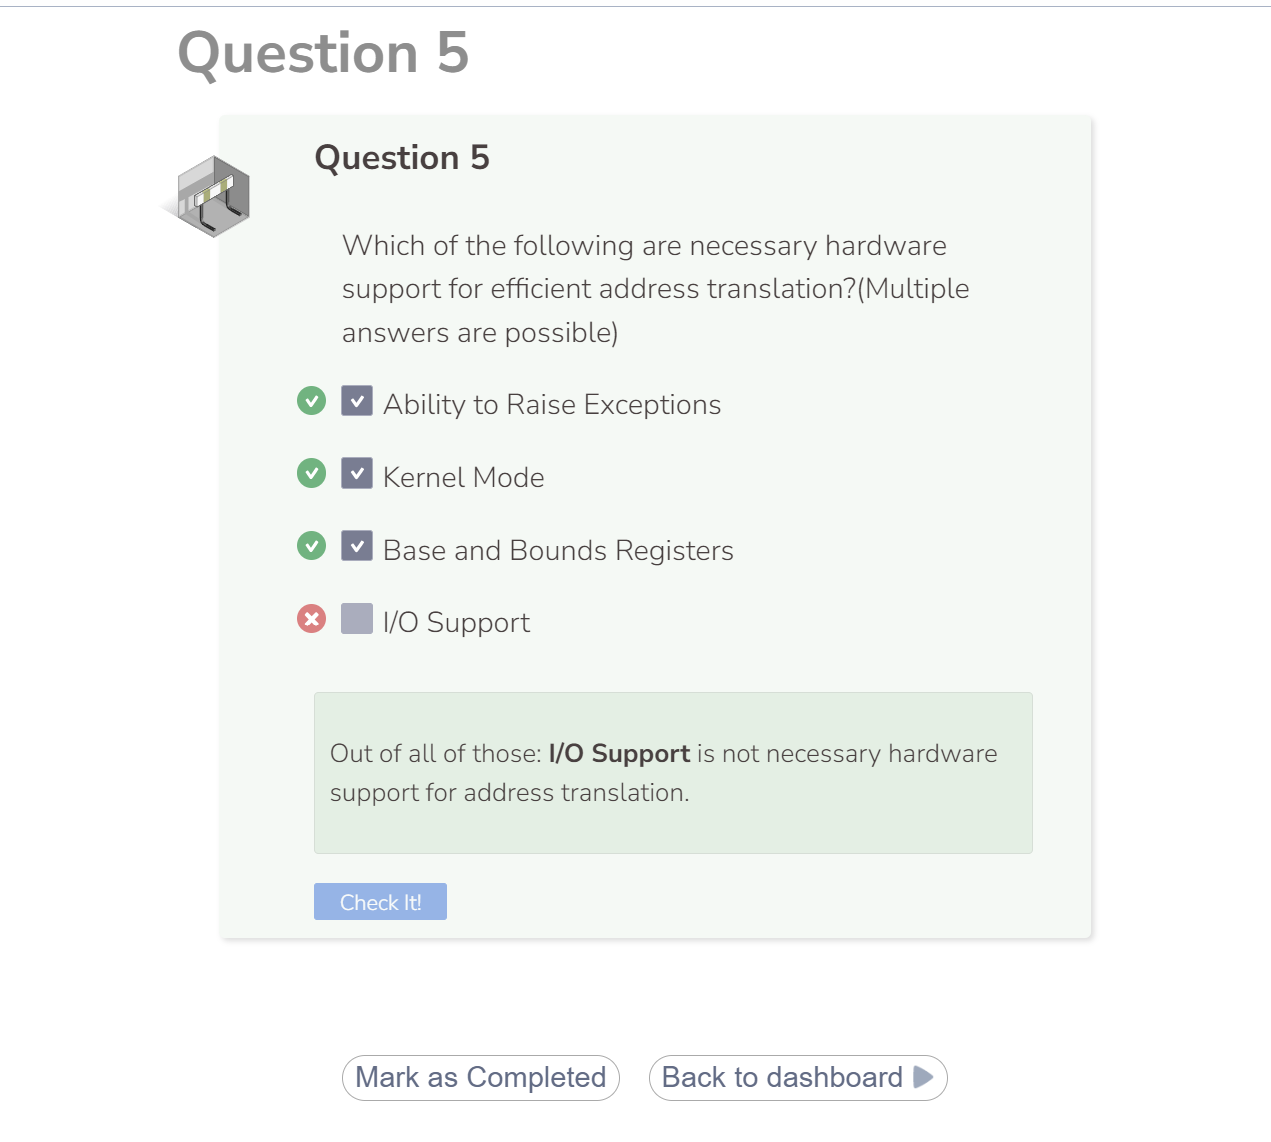 Question 5
Question 5
Which of the following are necessary hardware
support for efficient address translation?(Multiple
answers are possible)
Ability to Raise Exceptions
Kernel Mode
Base and Bounds Registers
I/O Support
Out of all of those: I/O Support is not necessary hardware
support for address translation.
Check It!
Mark as Completed
Back to dashboard